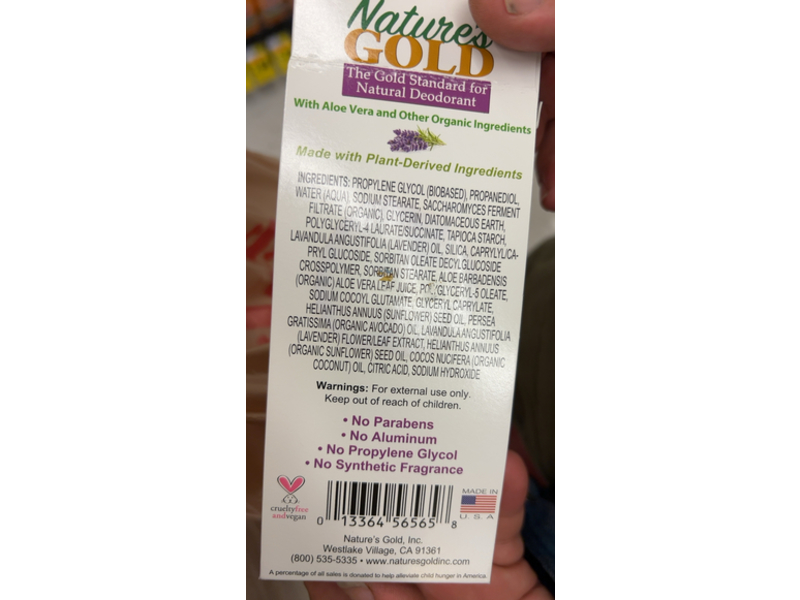 Nature's
GOLD
The Gold Standard for
Natural Deodorant
With Aloe Vera and Other Organic Ingredients
Made with Plant-Derived Ingredients
INGREDIENTS: PROPYLENE GLYCOL (BIOBASED), PROPANEDIOL,
WATER (AQUA), SODIUM STEARATE, SACCHAROMYCES FERMENT
FILTRATE (ORGANIC), GLYCERIN, DIATOMACEOUS EARTH,
POLYGLYCERYL-4 LAURATE/SUCCINATE, TAPIOCA STARCH,
LAVANDULA ANGUSTIFOLIA (LAVENDER) OIL, SILICA, CAPRYLYL/CA-
PRYL GLUCOSIDE, SORBITAN OLEATE DECYLGLUCOSIDE
CROSSPOLYMER, SORBITAN STEARATE, ALOE BARBADENSIS
(ORGANIC) ALOE VERA LEAF JUICE, POLYGLYCERYL-5 OLEATE,
SODIUM COCOYL GLUTAMATE, GLYCERYL CAPRYLATE,
HELIANTHUS ANNUUS (SUNFLOWER) SEED OIL, PERSEA
GRATISSIMA (ORGANIC AVOCADO) OIL, LAVANDULA ANGUSTIFOLIA
(LAVENDER) FLOWER/LEAF EXTRACT, HELIANTHUS ANNUUS
(ORGANIC SUNFLOWER) SEED OIL, COCOS NUCIFERA (ORGANIC
COCONUT) OIL, CITRIC ACID, SODIUM HYDROXIDE
Warnings: For external use only.
Keep out of reach of children.
• No Parabens
• No Aluminum
• No Propylene Glycol
• No Synthetic Fragrance
crueltyfree
andvegan
0 13364 56565 8
MADE IN
U.S.A
Nature's Gold, Inc.
Westlake Village, CA 91361
(800) 535-5335 • www.naturesgoldinc.com
A percentage of all sales is donated to help alleviate child hunger in America